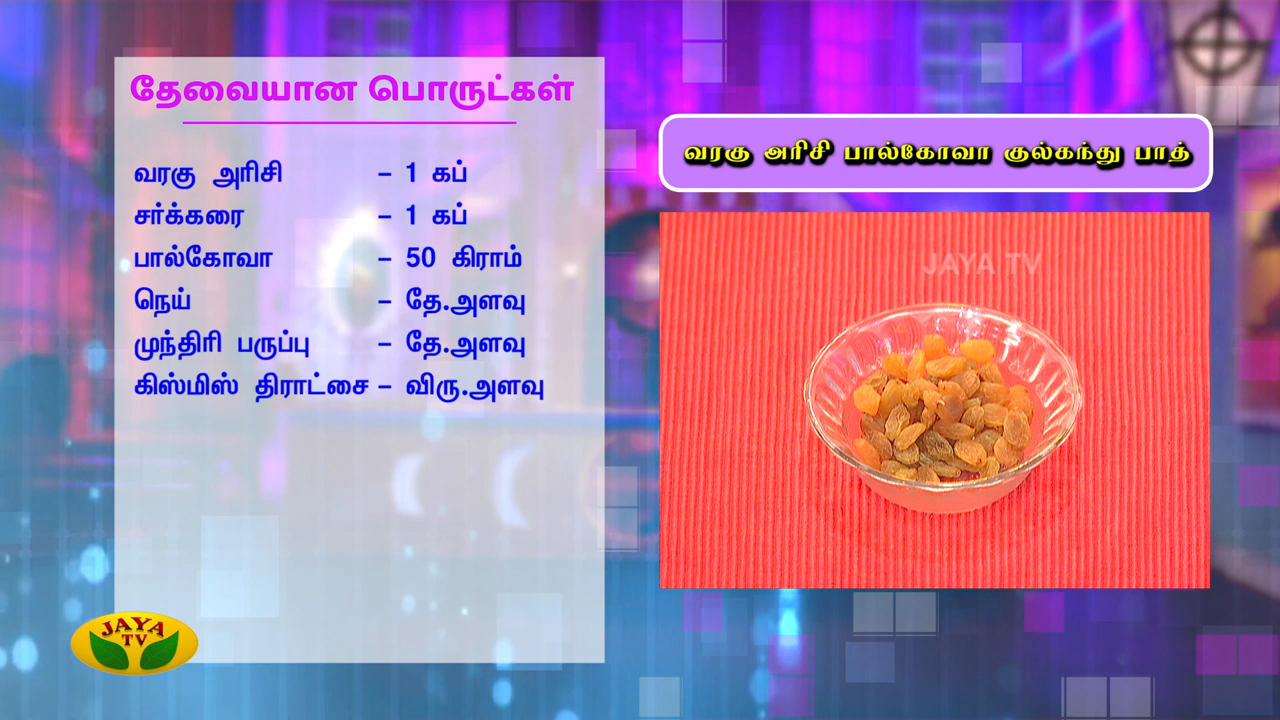 தேவையான பொருட்கள்
வரகு அரிசி - 1 கப்
சர்க்கரை - 1 கப்
பால்கோவா - 50 கிராம்
நெய் - தே.அளவு
முந்திரி பருப்பு - தே.அளவு
கிஸ்மிஸ் திராட்சை - விரு.அளவு
வரகு அரிசி பால்கோவா குல்கந்து பாத்
JAYA TV
JAYA
TV